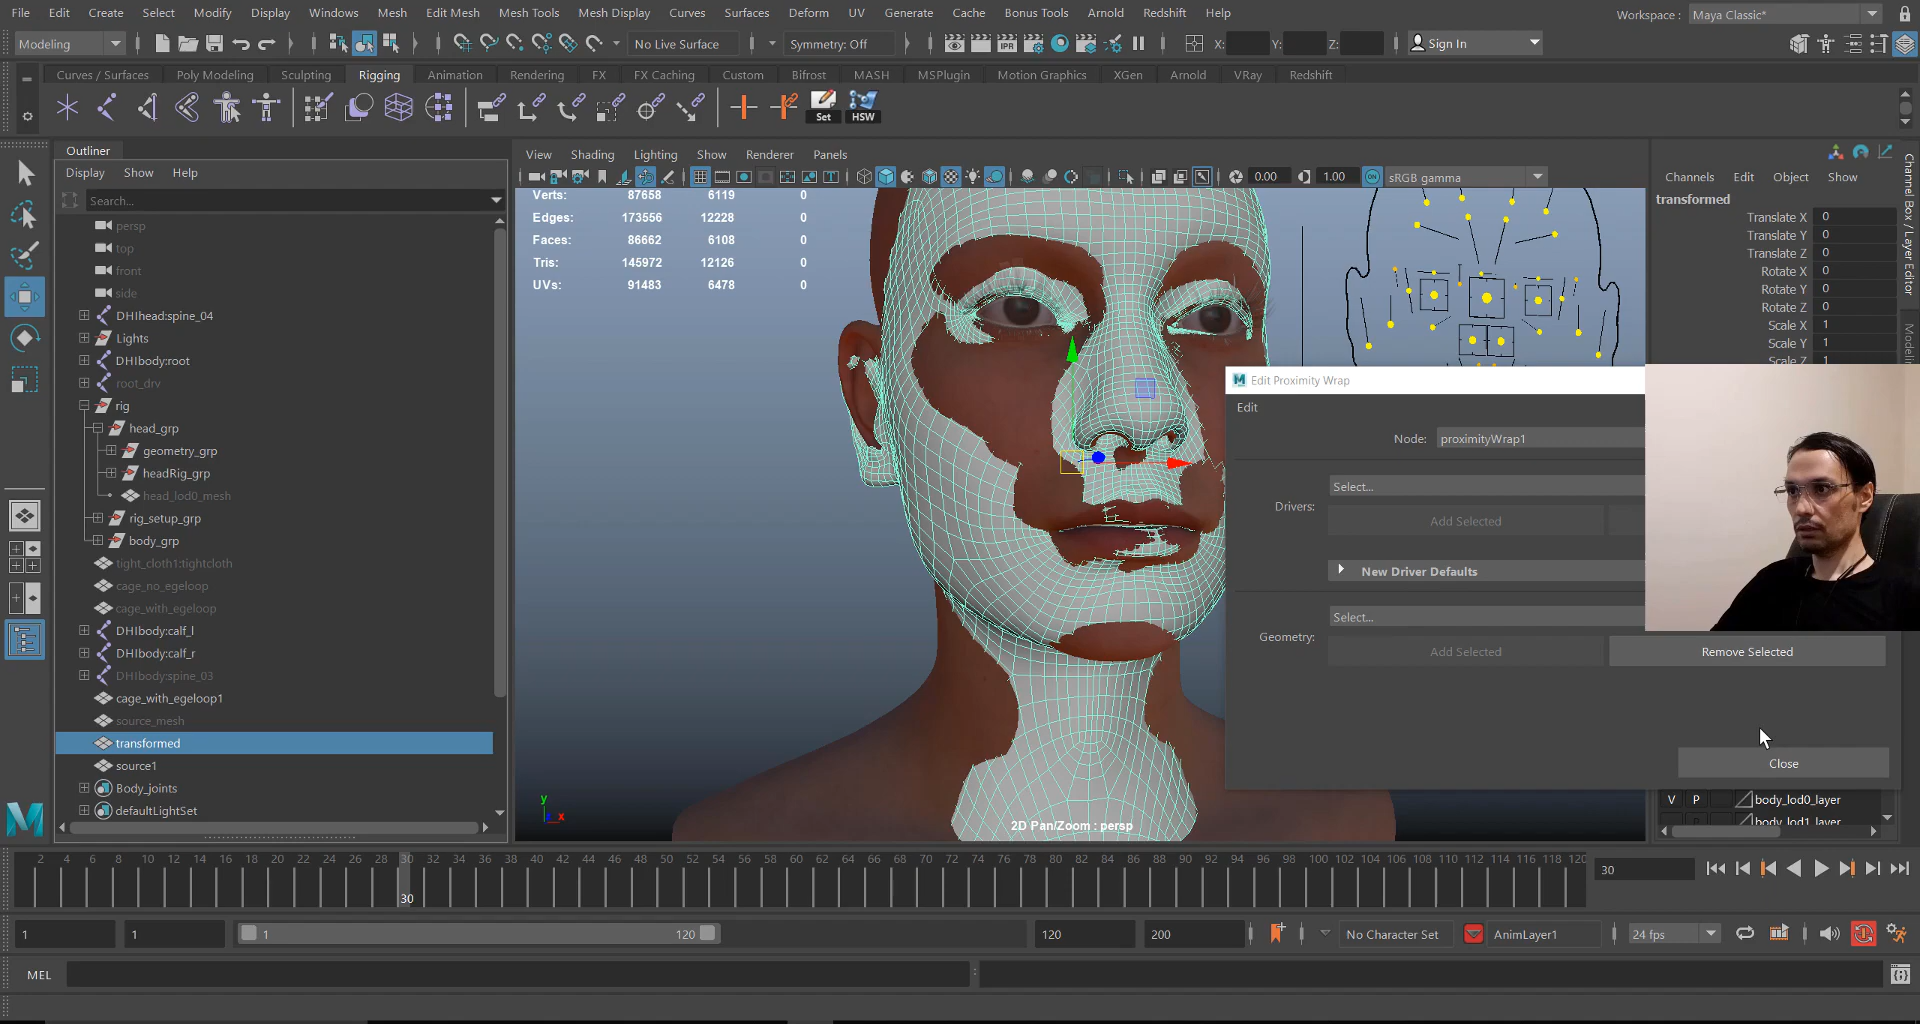 File Edit Create Select Modify Display Windows Mesh Edit Mesh Mesh Tools Mesh Display Curves Surfaces Deform UV Generate Cache Bonus Tools Arnold Redshift Help
Workspace : Maya Classic*
Modeling
No Live Surface
Symmetry: Off
X: Y: Z:
Sign In
Curves / Surfaces Poly Modeling Sculpting Rigging Animation Rendering FX FX Caching Custom Bifrost MASH MSPlugin Motion Graphics XGen Arnold VRay Redshift
IPR
Set HSW
Outliner
Display Show Help
Search...
persp
top
front
side
DHIhead:spine_04
Lights
DHIbody:root
root_drv
rig
head_grp
geometry_grp
headRig_grp
head_lod0_mesh
rig_setup_grp
body_grp
tight_cloth1:tightcloth
cage_no_egeloop
cage_with_egeloop
DHIbody:calf_l
DHIbody:calf_r
DHIbody:spine_03
cage_with_egeloop1
source_mesh
transformed
source1
Body_joints
defaultLightSet
View Shading Lighting Show Renderer Panels
0.00 1.00 ON sRGB gamma
Verts: 87658 6119 0
Edges: 173556 12228 0
Faces: 86662 6108 0
Tris: 145972 12126 0
UVs: 91483 6478 0
y
x
2D Pan/Zoom : persp
Edit Proximity Wrap
Edit
Node: proximityWrap1
Select...
Drivers:
Add Selected
New Driver Defaults
Select...
Geometry:
Add Selected Remove Selected
Close
Channels Edit Object Show
transformed
Translate X 0
Translate Y 0
Translate Z 0
Rotate X 0
Rotate Y 0
Rotate Z 0
Scale X 1
Scale Y 1
Scale Z 1
Channel Box / Layer Editor
V P body_lod0_layer
body_lod1_layer
2 4 6 8 10 12 14 16 18 20 22 24 26 28 30 32 34 36 38 40 42 44 46 48 50 52 54 56 58 60 62 64 66 68 70 72 74 76 78 80 82 84 86 88 90 92 94 96 98 100 102 104 106 108 110 112 114 116 118 120
30
30
1 1 1 120 120 200 No Character Set AnimLayer1 24 fps
MEL